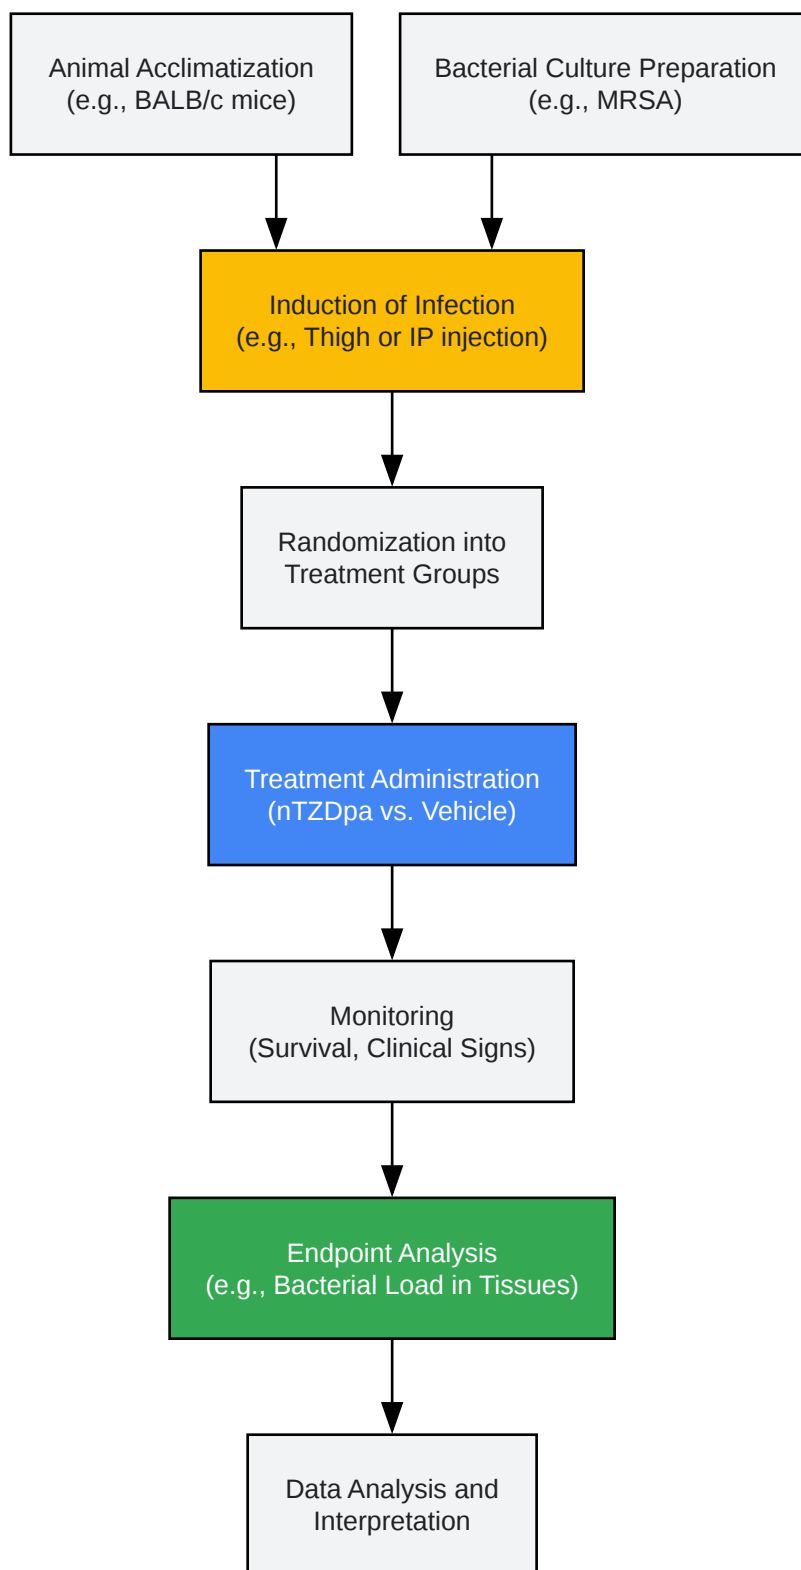 Animal Acclimatization
(e.g., BALB/c mice)
Bacterial Culture Preparation
(e.g., MRSA)
Induction of Infection
(e.g., Thigh or IP injection)
Randomization into
Treatment Groups
Treatment Administration
(nTZDpa vs. Vehicle)
Monitoring
(Survival, Clinical Signs)
Endpoint Analysis
(e.g., Bacterial Load in Tissues)
Data Analysis and
Interpretation